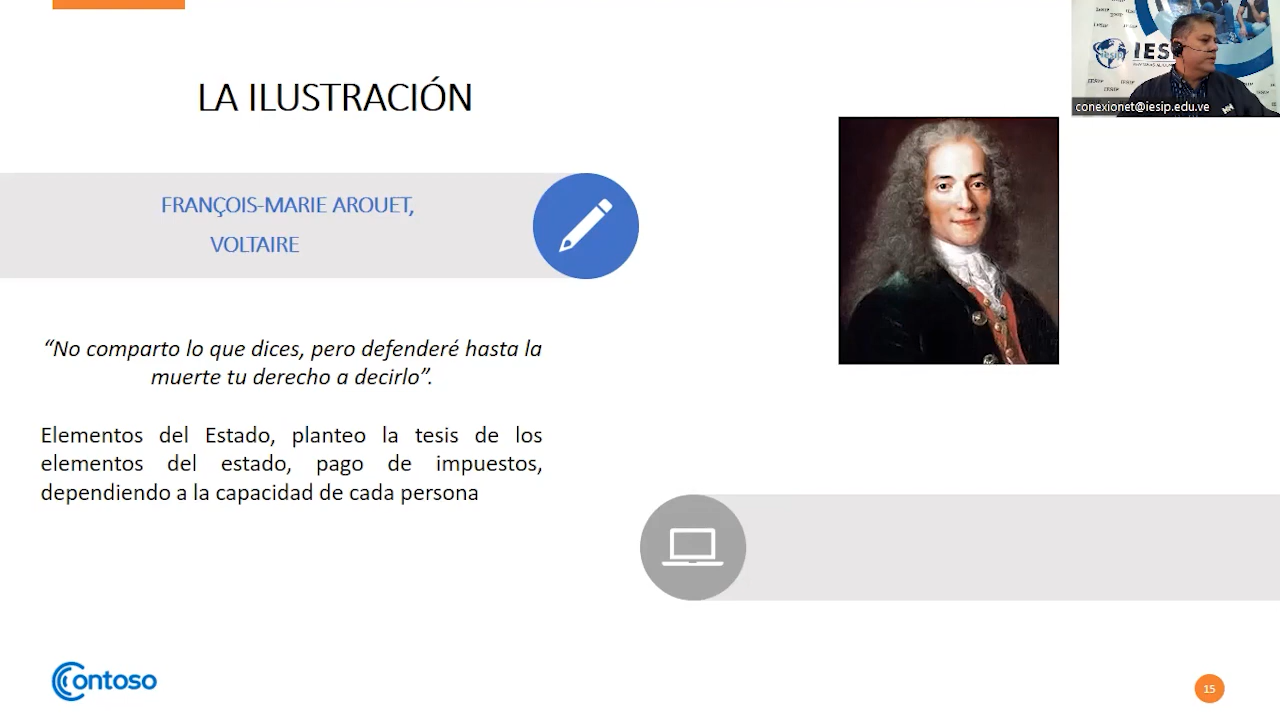 LA ILUSTRACIÓN
FRANÇOIS-MARIE AROUET,
VOLTAIRE
“No comparto lo que dices, pero defenderé hasta la
muerte tu derecho a decirlo”.
Elementos del Estado, planteo la tesis de los
elementos del estado, pago de impuestos,
dependiendo a la capacidad de cada persona
Contoso
15
IESI
conexionet@iesip.edu.ve